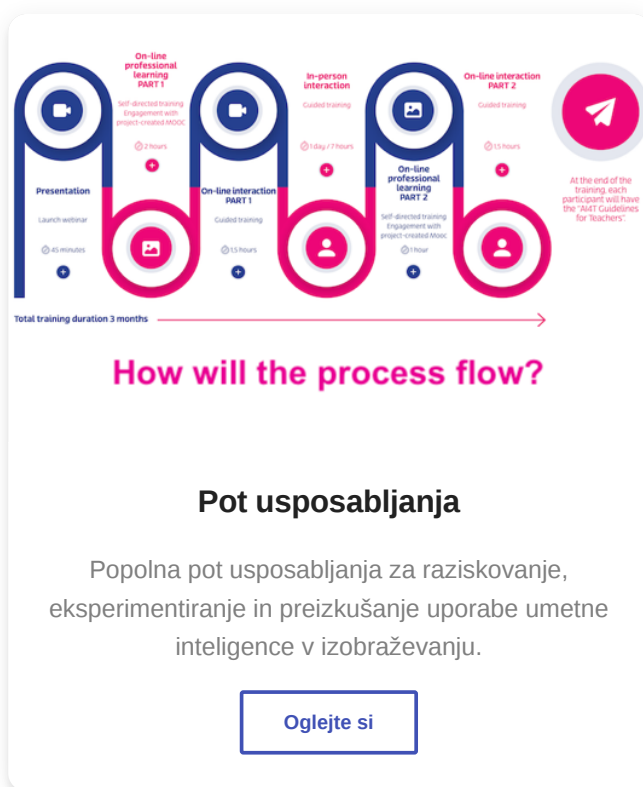 On-line
professional
learning
PART 1
Self-directed training
Engagement with
project-created MOOC
2 hours
In-person
interaction
Guided training
1 day / 7 hours
On-line interaction
PART 2
Guided training
1.5 hours
Presentation
Launch webinar
45 minutes
On-line interaction
PART 1
Guided training
1.5 hours
On-line
professional
learning
PART 2
Self-directed training
Engagement with
project-created Mooc
1 hour
At the end of the
training, each
participant will have
the "AI4T Guidelines
for Teachers".
Total training duration 3 months
How will the process flow?
Pot usposabljanja
Popolna pot usposabljanja za raziskovanje,
eksperimentiranje in preizkušanje uporabe umetne
inteligence v izobraževanju.
Oglejte si